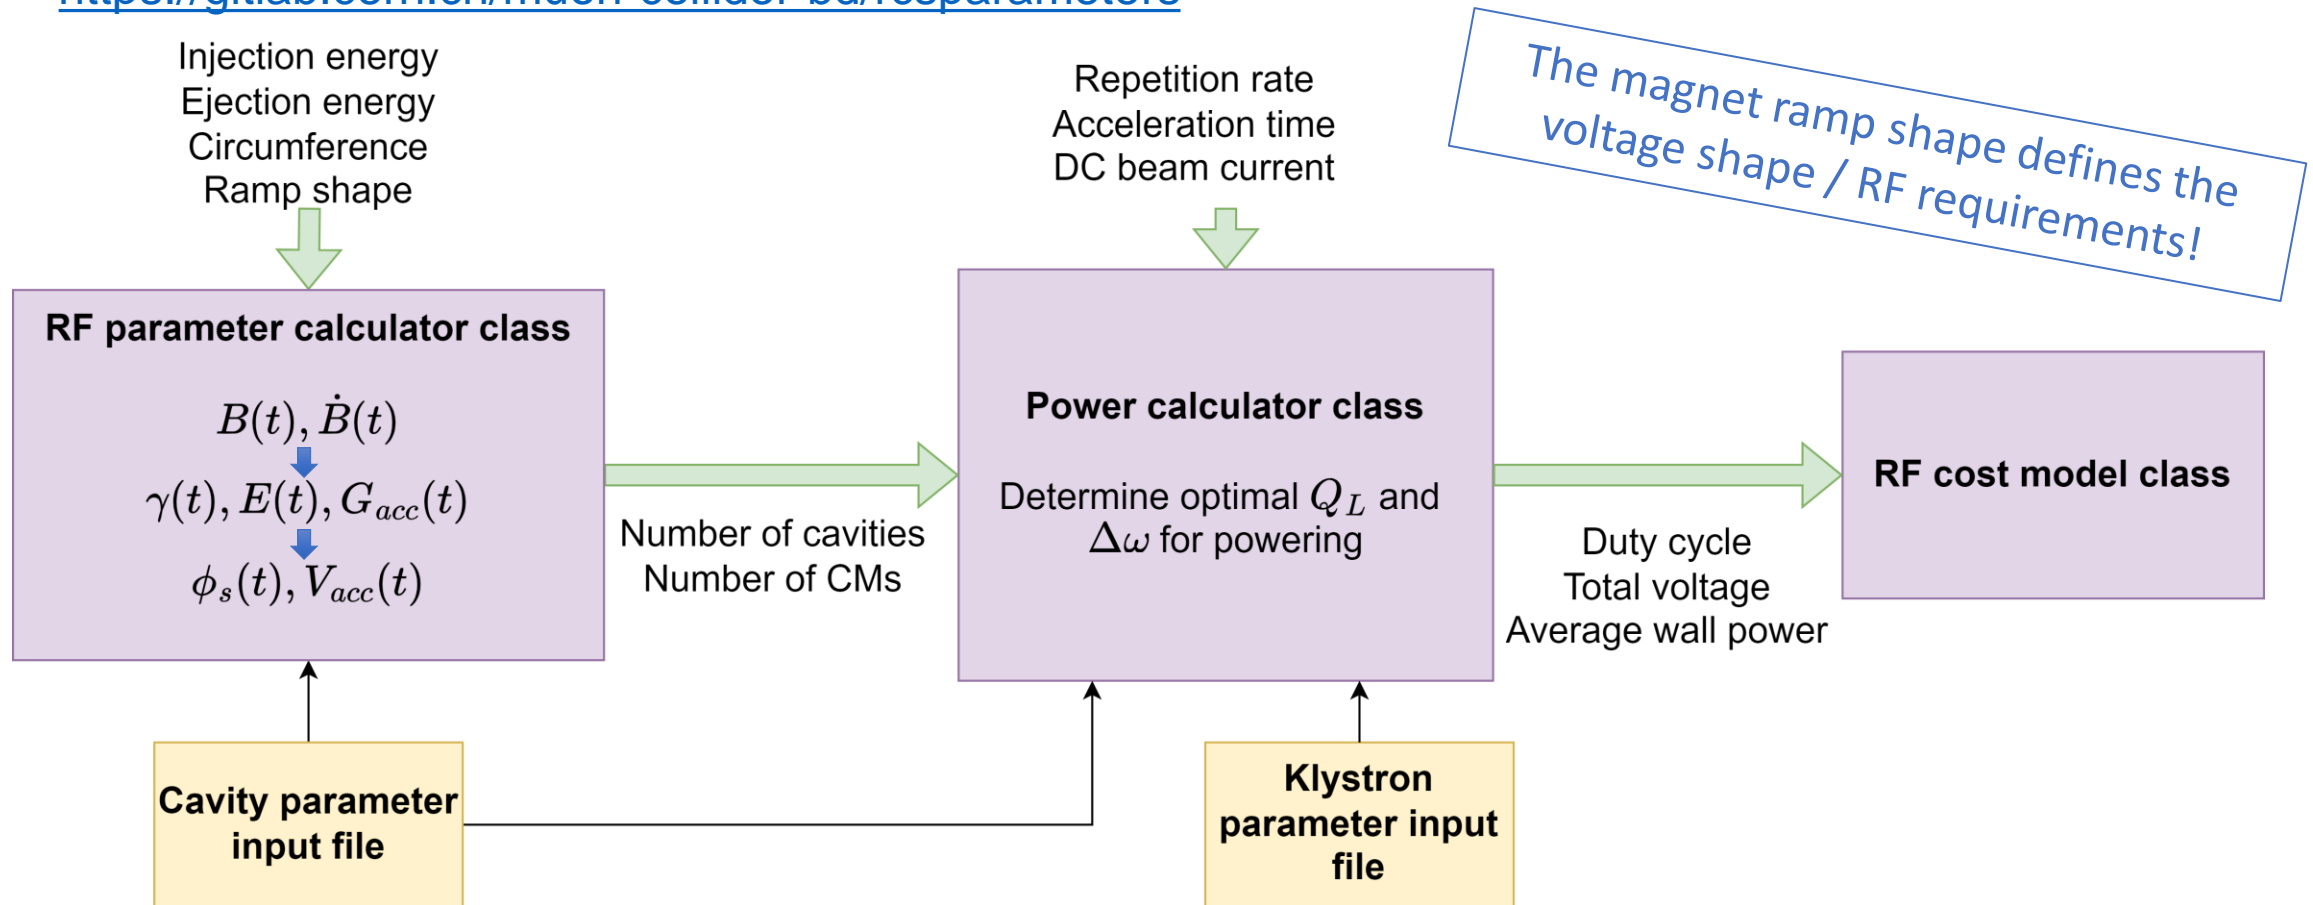 Injection energy
Ejection energy
Circumference
Ramp shape
Repetition rate
Acceleration time
DC beam current
The magnet ramp shape defines the
voltage shape / RF requirements!
RF parameter calculator class
B(t), Ḃ(t)
γ(t), E(t), G_acc(t)
ϕ_s(t), V_acc(t)
Number of cavities
Number of CMs
Power calculator class
Determine optimal Q_L and
Δω for powering
Duty cycle
Total voltage
Average wall power
RF cost model class
Cavity parameter
input file
Klystron
parameter input
file